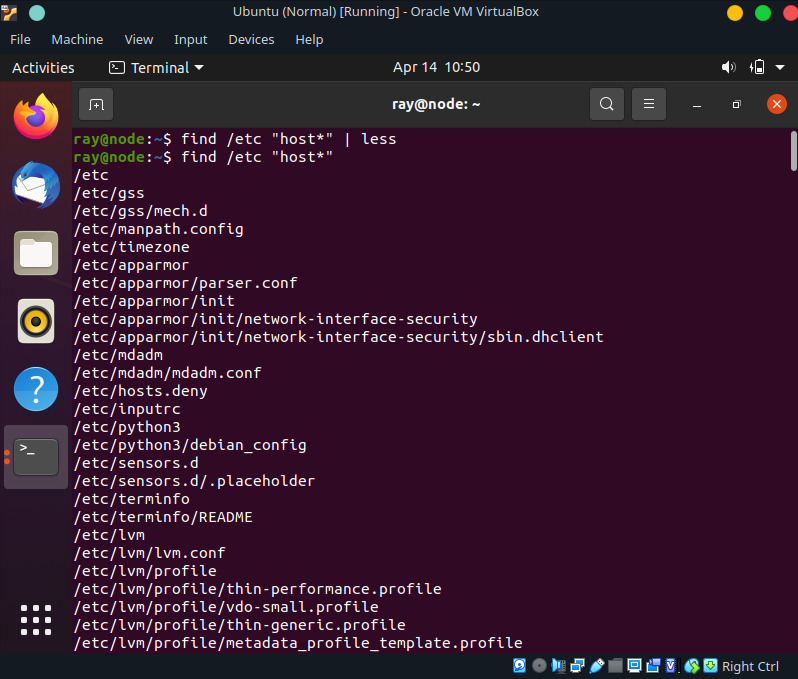 Ubuntu (Normal) [Running] - Oracle VM VirtualBox
File Machine View Input Devices Help
Activities Terminal Apr 14 10:50
ray@node: ~
ray@node:~$ find /etc "host*" | less
ray@node:~$ find /etc "host*"
/etc
/etc/gss
/etc/gss/mech.d
/etc/manpath.config
/etc/timezone
/etc/apparmor
/etc/apparmor/parser.conf
/etc/apparmor/init
/etc/apparmor/init/network-interface-security
/etc/apparmor/init/network-interface-security/sbin.dhclient
/etc/mdadm
/etc/mdadm/mdadm.conf
/etc/hosts.deny
/etc/inputrc
/etc/python3
/etc/python3/debian_config
/etc/sensors.d
/etc/sensors.d/.placeholder
/etc/terminfo
/etc/terminfo/README
/etc/lvm
/etc/lvm/lvm.conf
/etc/lvm/profile
/etc/lvm/profile/thin-performance.profile
/etc/lvm/profile/vdo-small.profile
/etc/lvm/profile/thin-generic.profile
/etc/lvm/profile/metadata_profile_template.profile
Right Ctrl